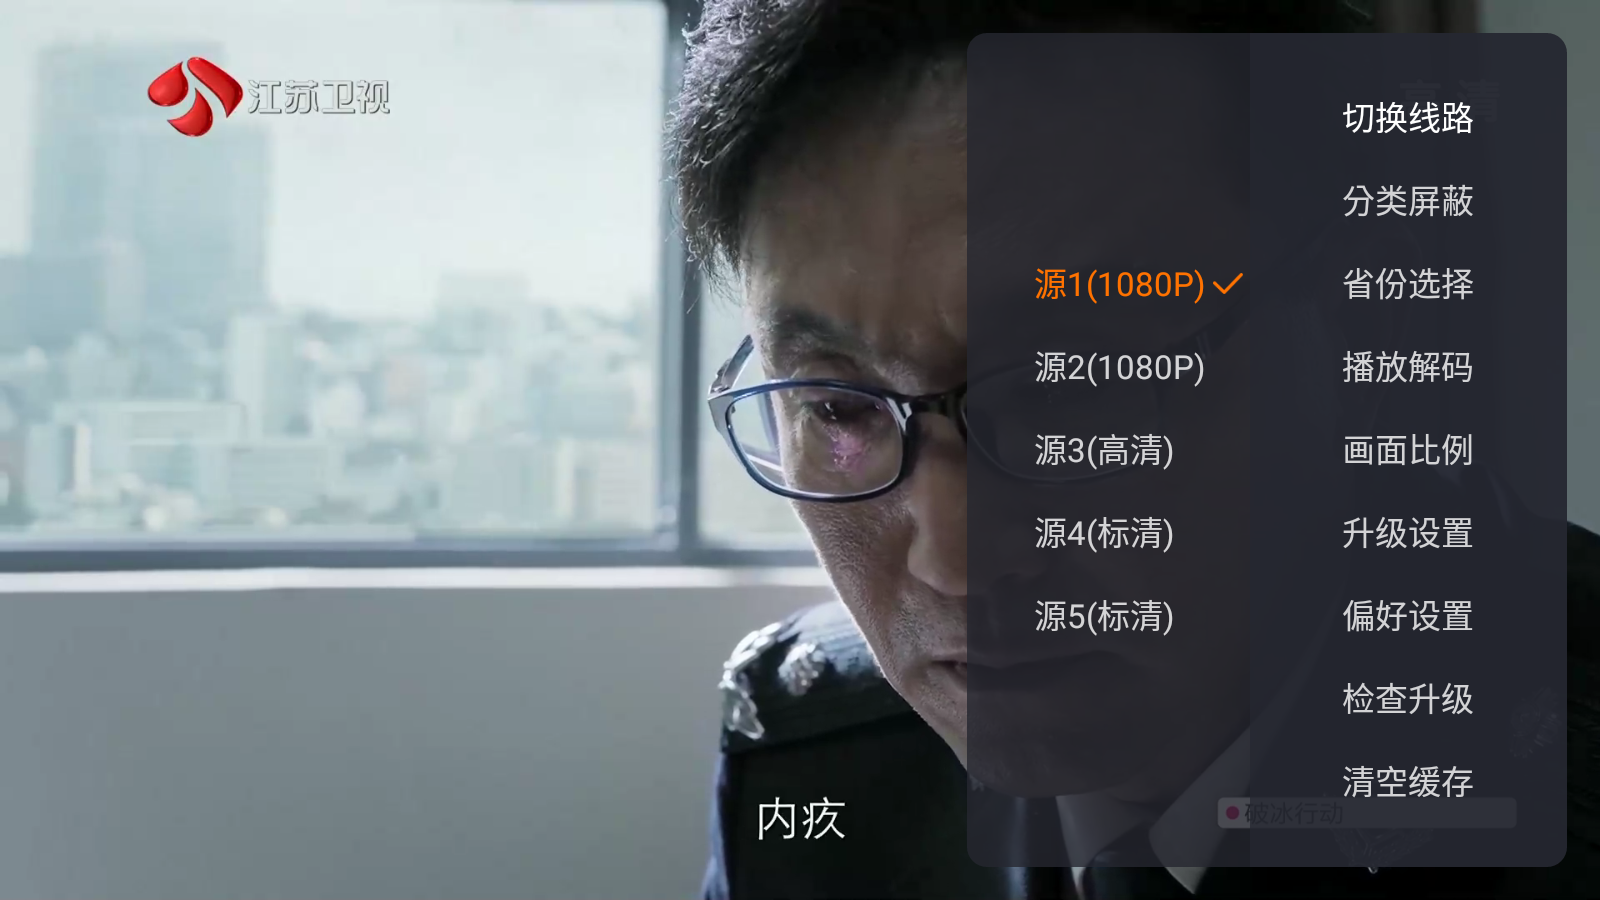 江苏卫视
高清
切换线路
分类屏蔽
源1(1080P)
省份选择
源2(1080P)
播放解码
源3(高清)
画面比例
源4(标清)
升级设置
源5(标清)
偏好设置
检查升级
清空缓存
破冰行动
内疚